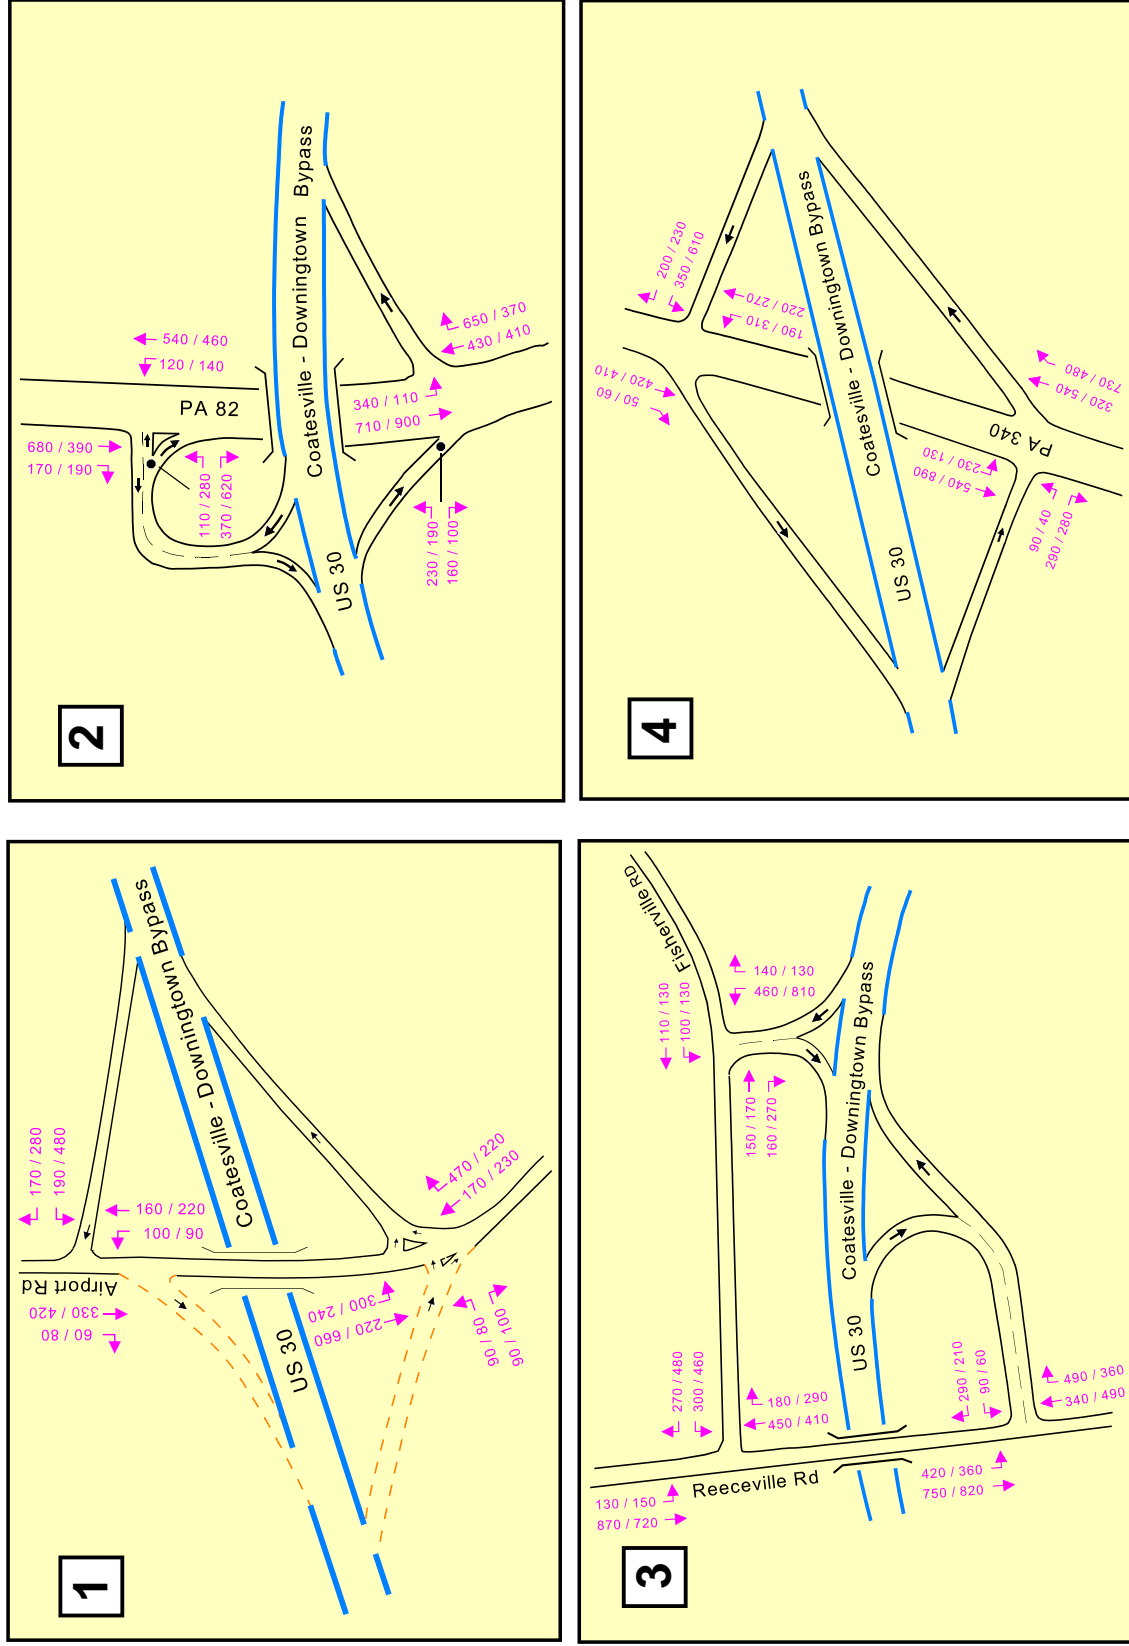 2
540 / 460
120 / 140
PA 82
680 / 390
170 / 190
110 / 280
370 / 620
Coatesville - Downingtown Bypass
US 30
650 / 370
430 / 410
340 / 110
710 / 900
230 / 190
160 / 100
4
200 / 230
350 / 610
220 / 270
190 / 310
420 / 410
50 / 60
Coatesville - Downingtown Bypass
US 30
PA 340
730 / 480
320 / 540
230 / 130
540 / 890
90 / 40
290 / 280
1
170 / 280
190 / 480
160 / 220
100 / 90
Airport Rd
330 / 420
60 / 80
Coatesville - Downingtown Bypass
US 30
470 / 220
170 / 230
300 / 240
220 / 660
90 / 80
90 / 100
3
Fisherville RD
110 / 130
100 / 130
140 / 130
460 / 810
150 / 170
160 / 270
Coatesville - Downingtown Bypass
US 30
270 / 480
300 / 460
180 / 290
450 / 410
Reeceville Rd
130 / 150
870 / 720
290 / 210
90 / 60
490 / 360
340 / 490
420 / 360
750 / 820